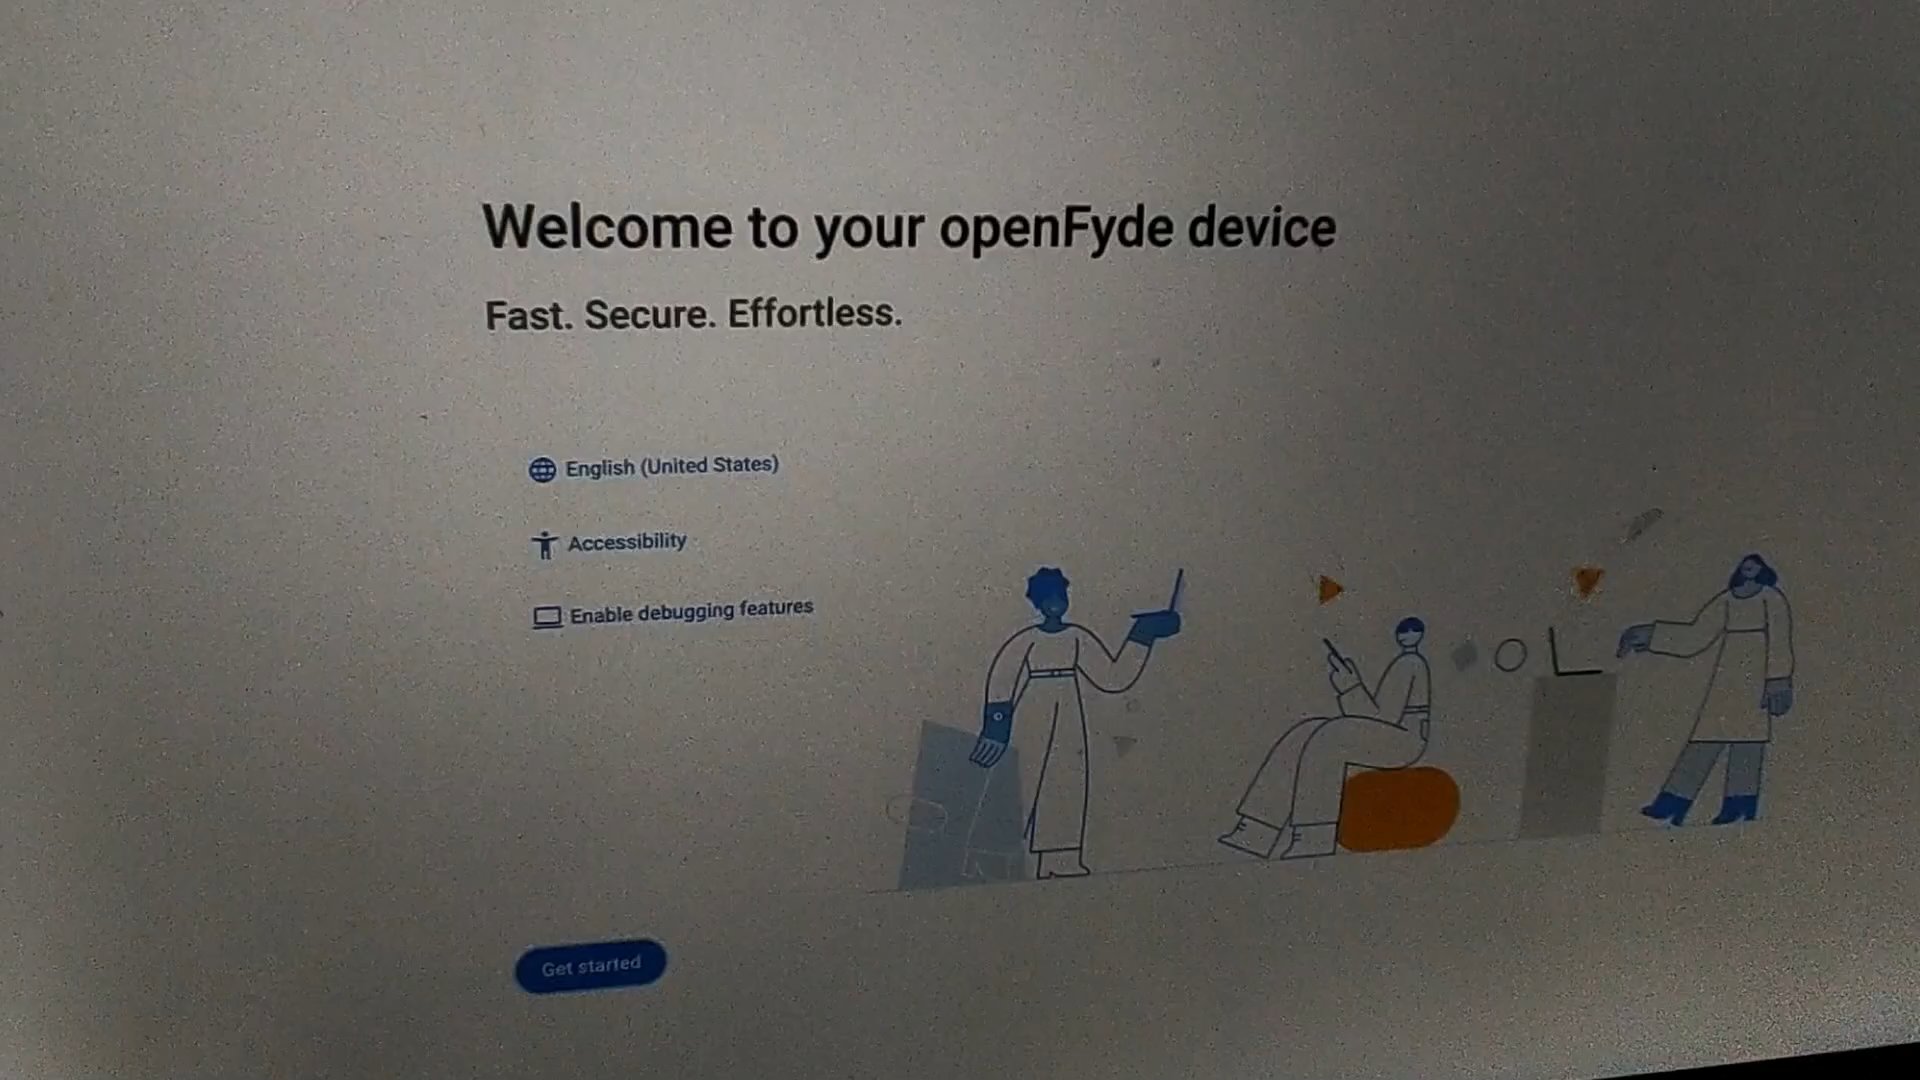 Welcome to your openFyde device
Fast. Secure. Effortless.
English (United States)
Accessibility
Enable debugging features
Get started